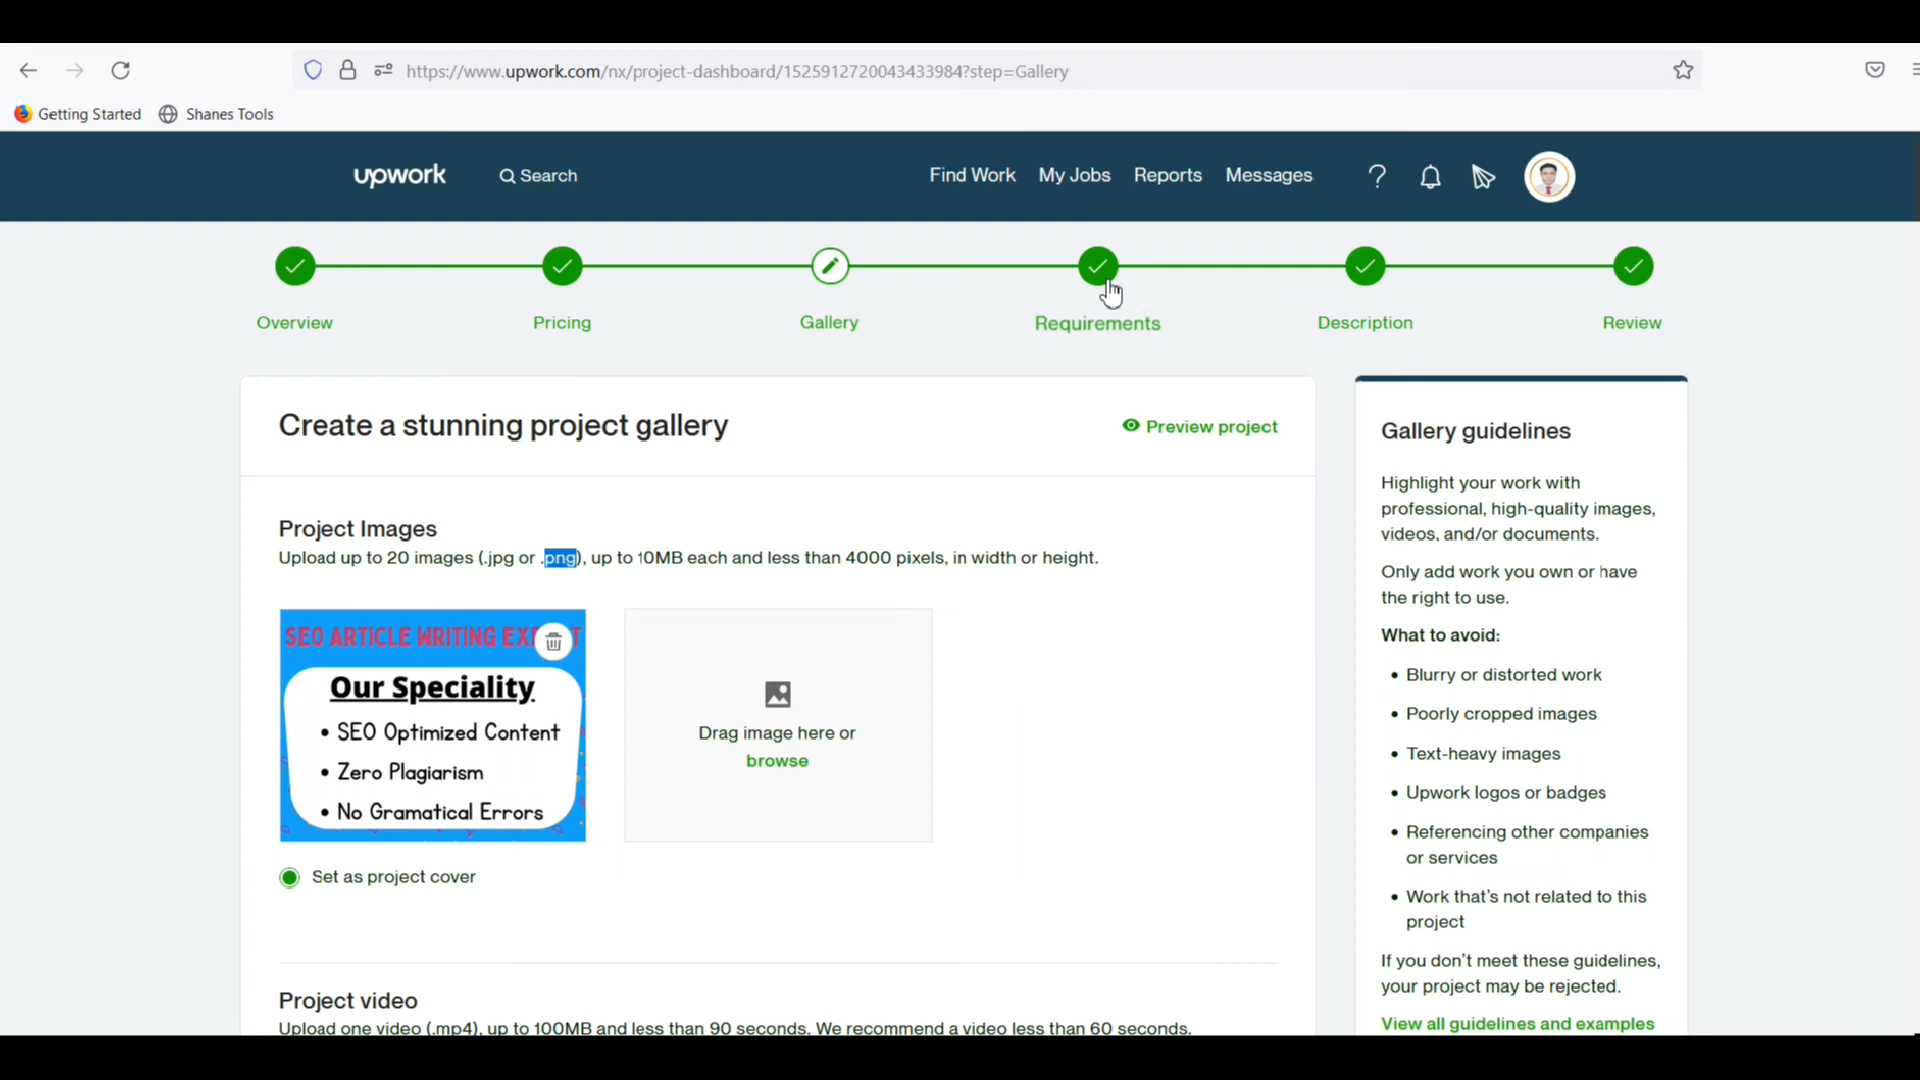 https://www.upwork.com/nx/project-dashboard/1525912720043433984?step=Gallery
Getting Started
Shanes Tools
upwork
Search
Find Work
My Jobs
Reports
Messages
?
Overview
Pricing
Gallery
Requirements
Description
Review
Create a stunning project gallery
Preview project
Project Images
Upload up to 20 images (.jpg or .png), up to 10MB each and less than 4000 pixels, in width or height.
SEO ARTICLE WRITING
Our Speciality
• SEO Optimized Content
• Zero Plagiarism
• No Gramatical Errors
Drag image here or
browse
Set as project cover
Project video
Upload one video (.mp4), up to 100MB and less than 90 seconds. We recommend a video less than 60 seconds.
Gallery guidelines
Highlight your work with
professional, high-quality images,
videos, and/or documents.
Only add work you own or have
the right to use.
What to avoid:
• Blurry or distorted work
• Poorly cropped images
• Text-heavy images
• Upwork logos or badges
• Referencing other companies
or services
• Work that's not related to this
project
If you don't meet these guidelines,
your project may be rejected.
View all guidelines and examples